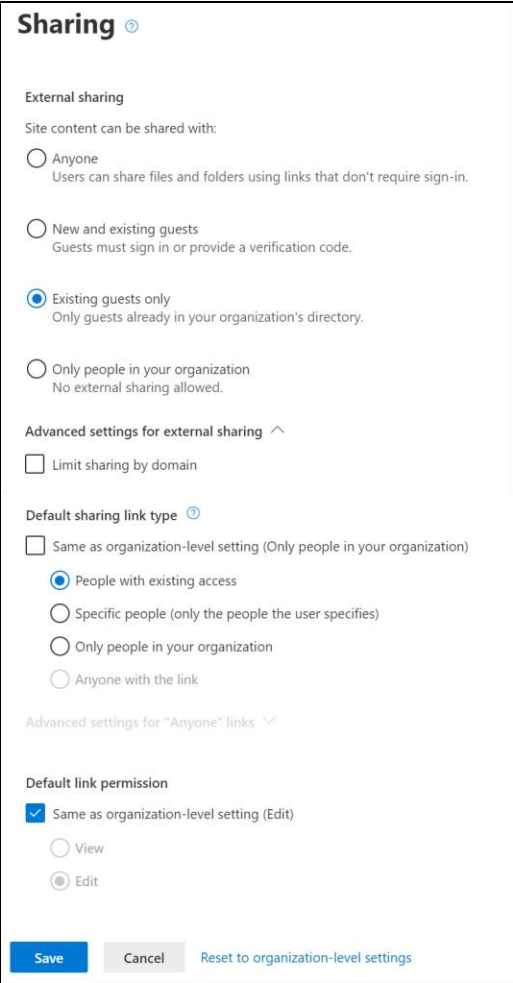 Sharing
External sharing
Site content can be shared with:
Anyone
Users can share files and folders using links that don't require sign-in.
New and existing guests
Guests must sign in or provide a verification code.
Existing guests only
Only guests already in your organization's directory.
Only people in your organization
No external sharing allowed.
Advanced settings for external sharing
Limit sharing by domain
Default sharing link type
Same as organization-level setting (Only people in your organization)
People with existing access
Specific people (only the people the user specifies)
Only people in your organization
Anyone with the link
Advanced settings for "Anyone" links
Default link permission
Same as organization-level setting (Edit)
View
Edit
Save Cancel Reset to organization-level settings